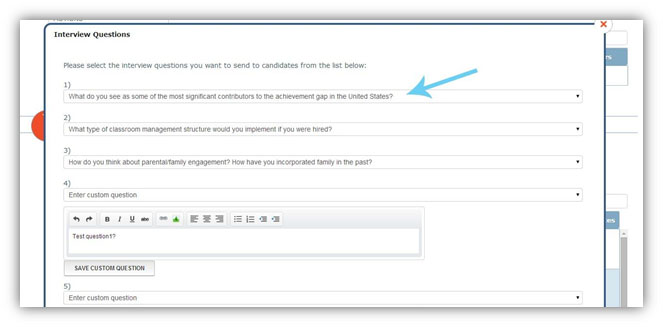 Interview Questions
Please select the interview questions you want to send to candidates from the list below:
1)
What do you see as some of the most significant contributors to the achievement gap in the United States?
2)
What type of classroom management structure would you implement if you were hired?
3)
How do you think about parental/family engagement? How have you incorporated family in the past?
4)
Enter custom question
B I U abc
Test question1?
SAVE CUSTOM QUESTION
5)
Enter custom question